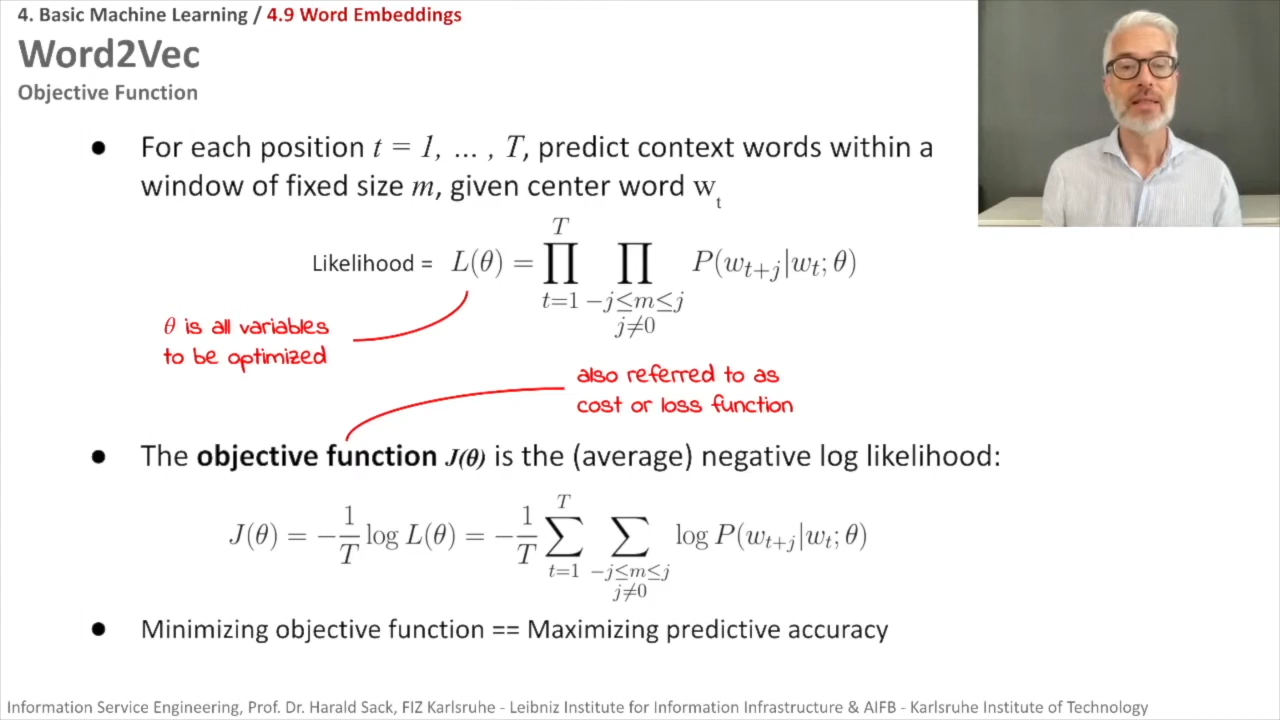 4. Basic Machine Learning / 4.9 Word Embeddings
Word2Vec
Objective Function
● For each position t = 1, … , T, predict context words within a
window of fixed size m, given center word wₜ
Likelihood = L(θ) = ∏_{t=1}^{T} ∏_{-j≤m≤j, j≠0} P(w_{t+j}|w_t; θ)
θ is all variables
to be optimized
also referred to as
cost or loss function
● The objective function J(θ) is the (average) negative log likelihood:
J(θ) = -1/T log L(θ) = -1/T ∑_{t=1}^{T} ∑_{-j≤m≤j, j≠0} log P(w_{t+j}|w_t; θ)
● Minimizing objective function == Maximizing predictive accuracy
Information Service Engineering, Prof. Dr. Harald Sack, FIZ Karlsruhe - Leibniz Institute for Information Infrastructure & AIFB - Karlsruhe Institute of Technology